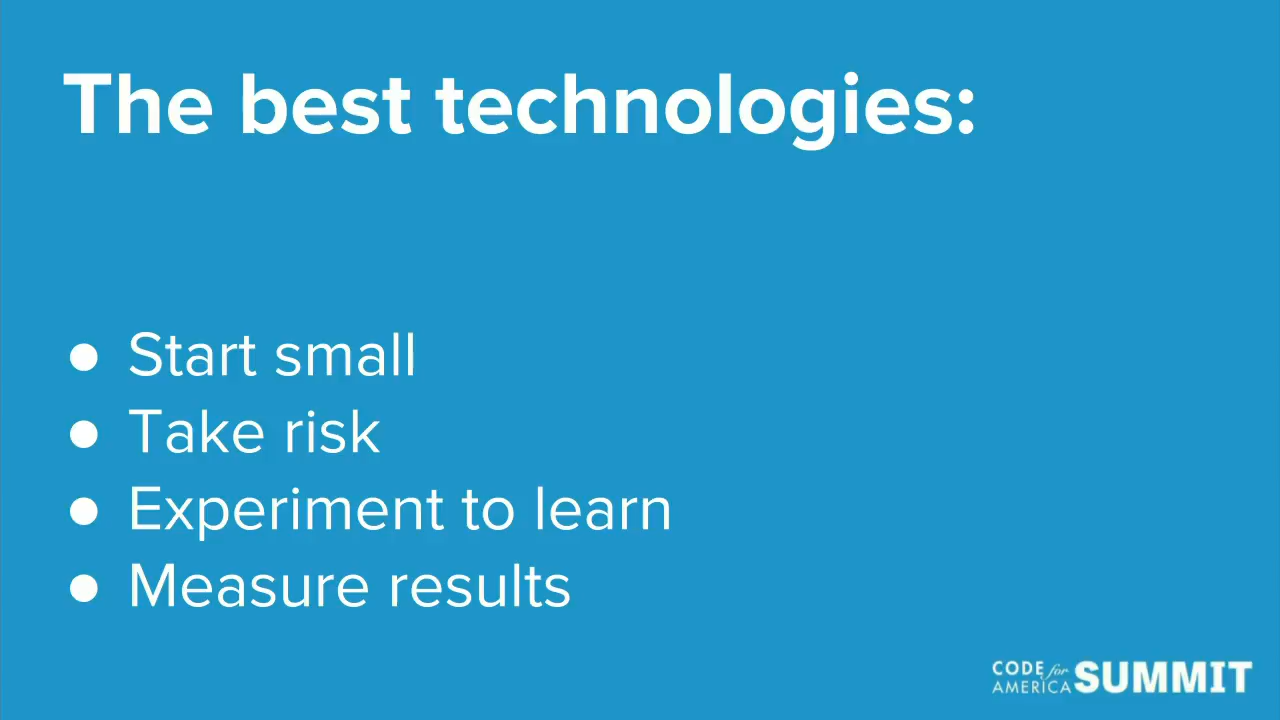 The best technologies:
● Start small
● Take risk
● Experiment to learn
● Measure results
CODE for
AMERICA SUMMIT